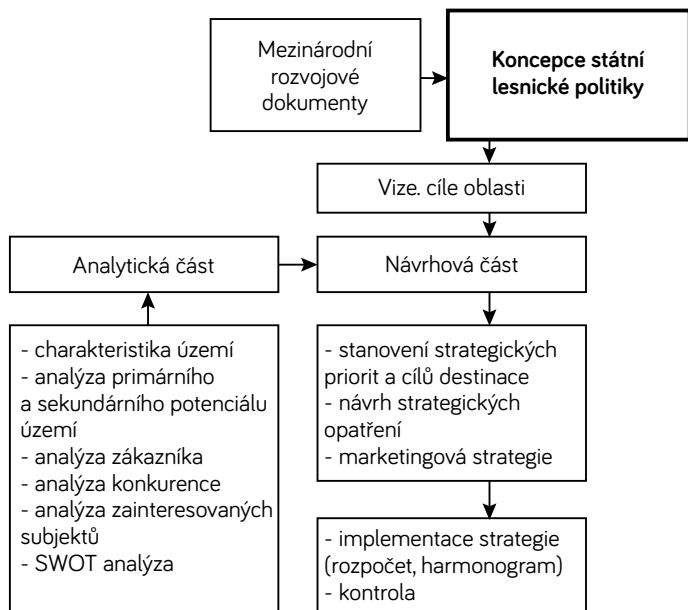 Mezinárodní
rozvojové
dokumenty
Koncepce státní
lesnické politiky
Vize. cíle oblasti
Analytická část
Návrhová část
- charakteristika území
- analýza primárního
a sekundárního potenciálu
území
- analýza zákazníka
- analýza konkurence
- analýza zainteresovaných
subjektů
- SWOT analýza
- stanovení strategických
priorit a cílů destinace
- návrh strategických
opatření
- marketingová strategie
- implementace strategie
(rozpočet, harmonogram)
- kontrola